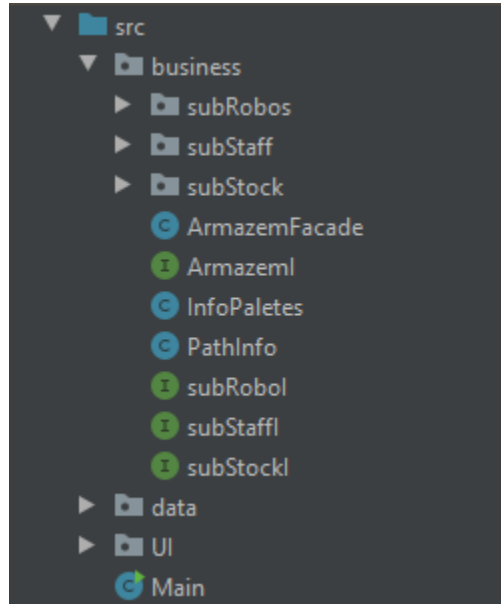 src
business
subRobos
subStaff
subStock
C ArmazemFacade
I ArmazemI
C InfoPaletes
C PathInfo
I subRoboI
I subStaffI
I subStockI
data
UI
C Main